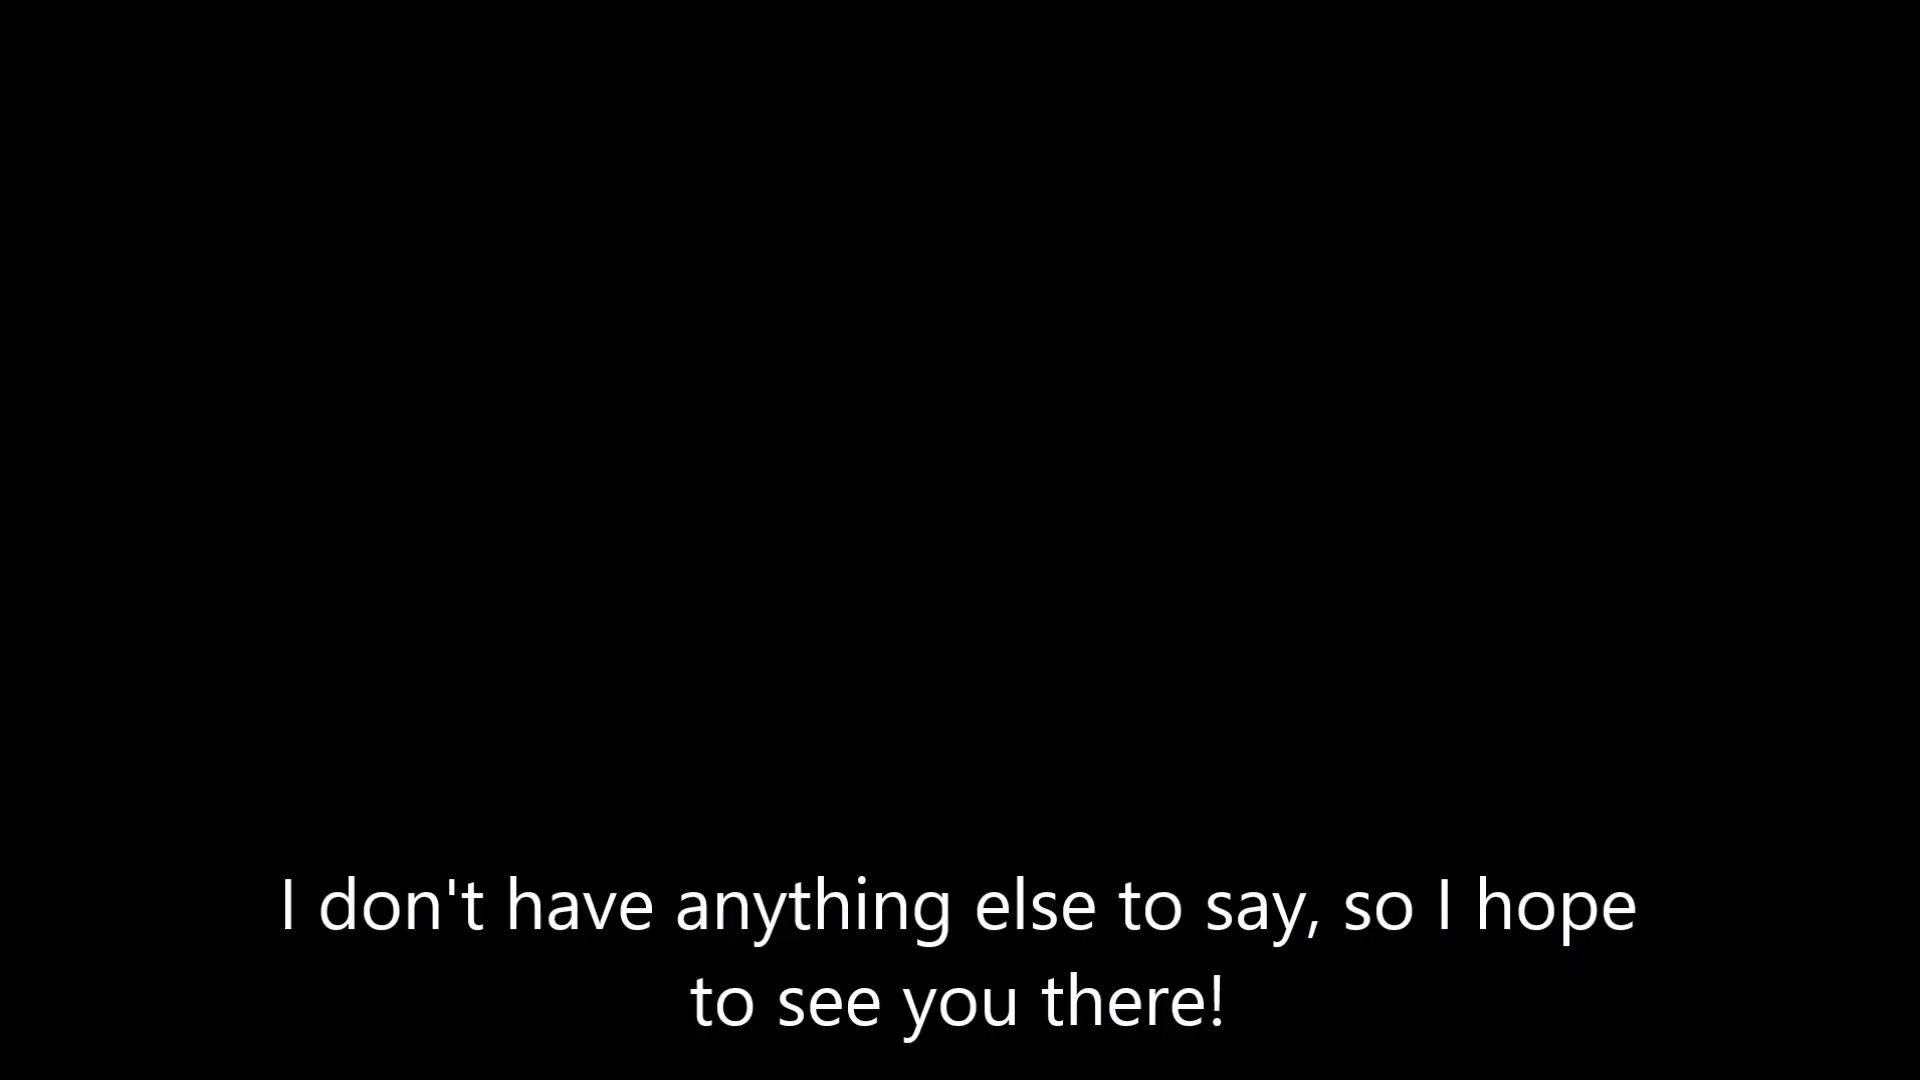 I don't have anything else to say, so I hope
to see you there!